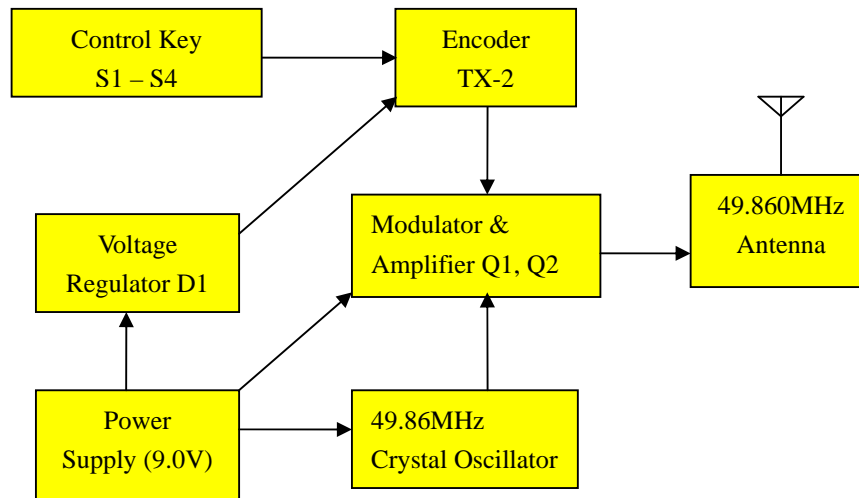 Control Key
S1 – S4
Encoder
TX-2
Voltage
Regulator D1
Modulator &
Amplifier Q1, Q2
49.860MHz
Antenna
Power
Supply (9.0V)
49.86MHz
Crystal Oscillator